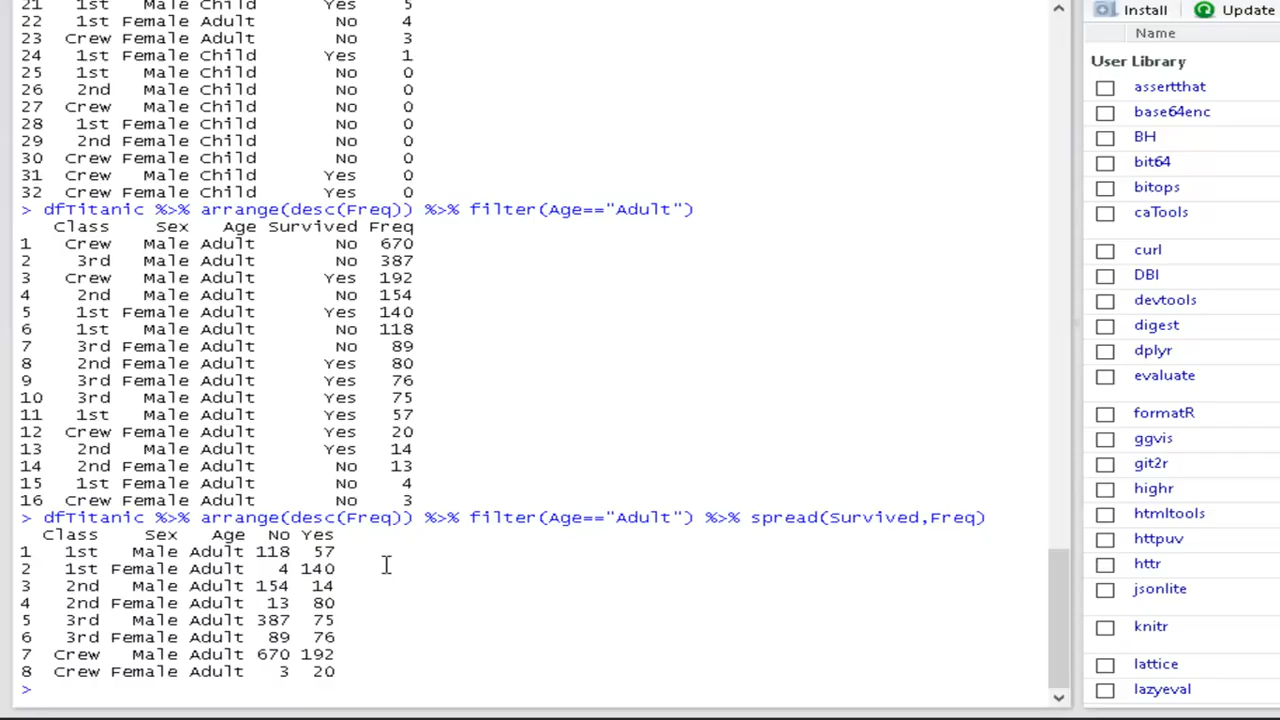 21    1st   Male Child      Yes    5
22    1st Female Adult       No    4
23   Crew Female Adult       No    3
24    1st Female Child      Yes    1
25    1st   Male Child       No    0
26    2nd   Male Child       No    0
27   Crew   Male Child       No    0
28    1st Female Child       No    0
29    2nd Female Child       No    0
30   Crew Female Child       No    0
31   Crew   Male Child      Yes    0
32   Crew Female Child      Yes    0
> dfTitanic %>% arrange(desc(Freq)) %>% filter(Age=="Adult")
   Class    Sex   Age Survived Freq
1   Crew   Male Adult       No  670
2    3rd   Male Adult       No  387
3   Crew   Male Adult      Yes  192
4    2nd   Male Adult       No  154
5    1st Female Adult      Yes  140
6    1st   Male Adult       No  118
7    3rd Female Adult       No   89
8    2nd Female Adult      Yes   80
9    3rd Female Adult      Yes   76
10   3rd   Male Adult      Yes   75
11   1st   Male Adult      Yes   57
12  Crew Female Adult      Yes   20
13   2nd   Male Adult      Yes   14
14   2nd Female Adult       No   13
15   1st Female Adult       No    4
16  Crew Female Adult       No    3
> dfTitanic %>% arrange(desc(Freq)) %>% filter(Age=="Adult") %>% spread(Survived,Freq)
  Class    Sex   Age  No Yes
1   1st   Male Adult 118  57
2   1st Female Adult   4 140
3   2nd   Male Adult 154  14
4   2nd Female Adult  13  80
5   3rd   Male Adult 387  75
6   3rd Female Adult  89  76
7  Crew   Male Adult 670 192
8  Crew Female Adult   3  20
>
Install Update
Name
User Library
assertthat
base64enc
BH
bit64
bitops
caTools
curl
DBI
devtools
digest
dplyr
evaluate
formatR
ggvis
git2r
highr
htmltools
httpuv
httr
jsonlite
knitr
lattice
lazyeval